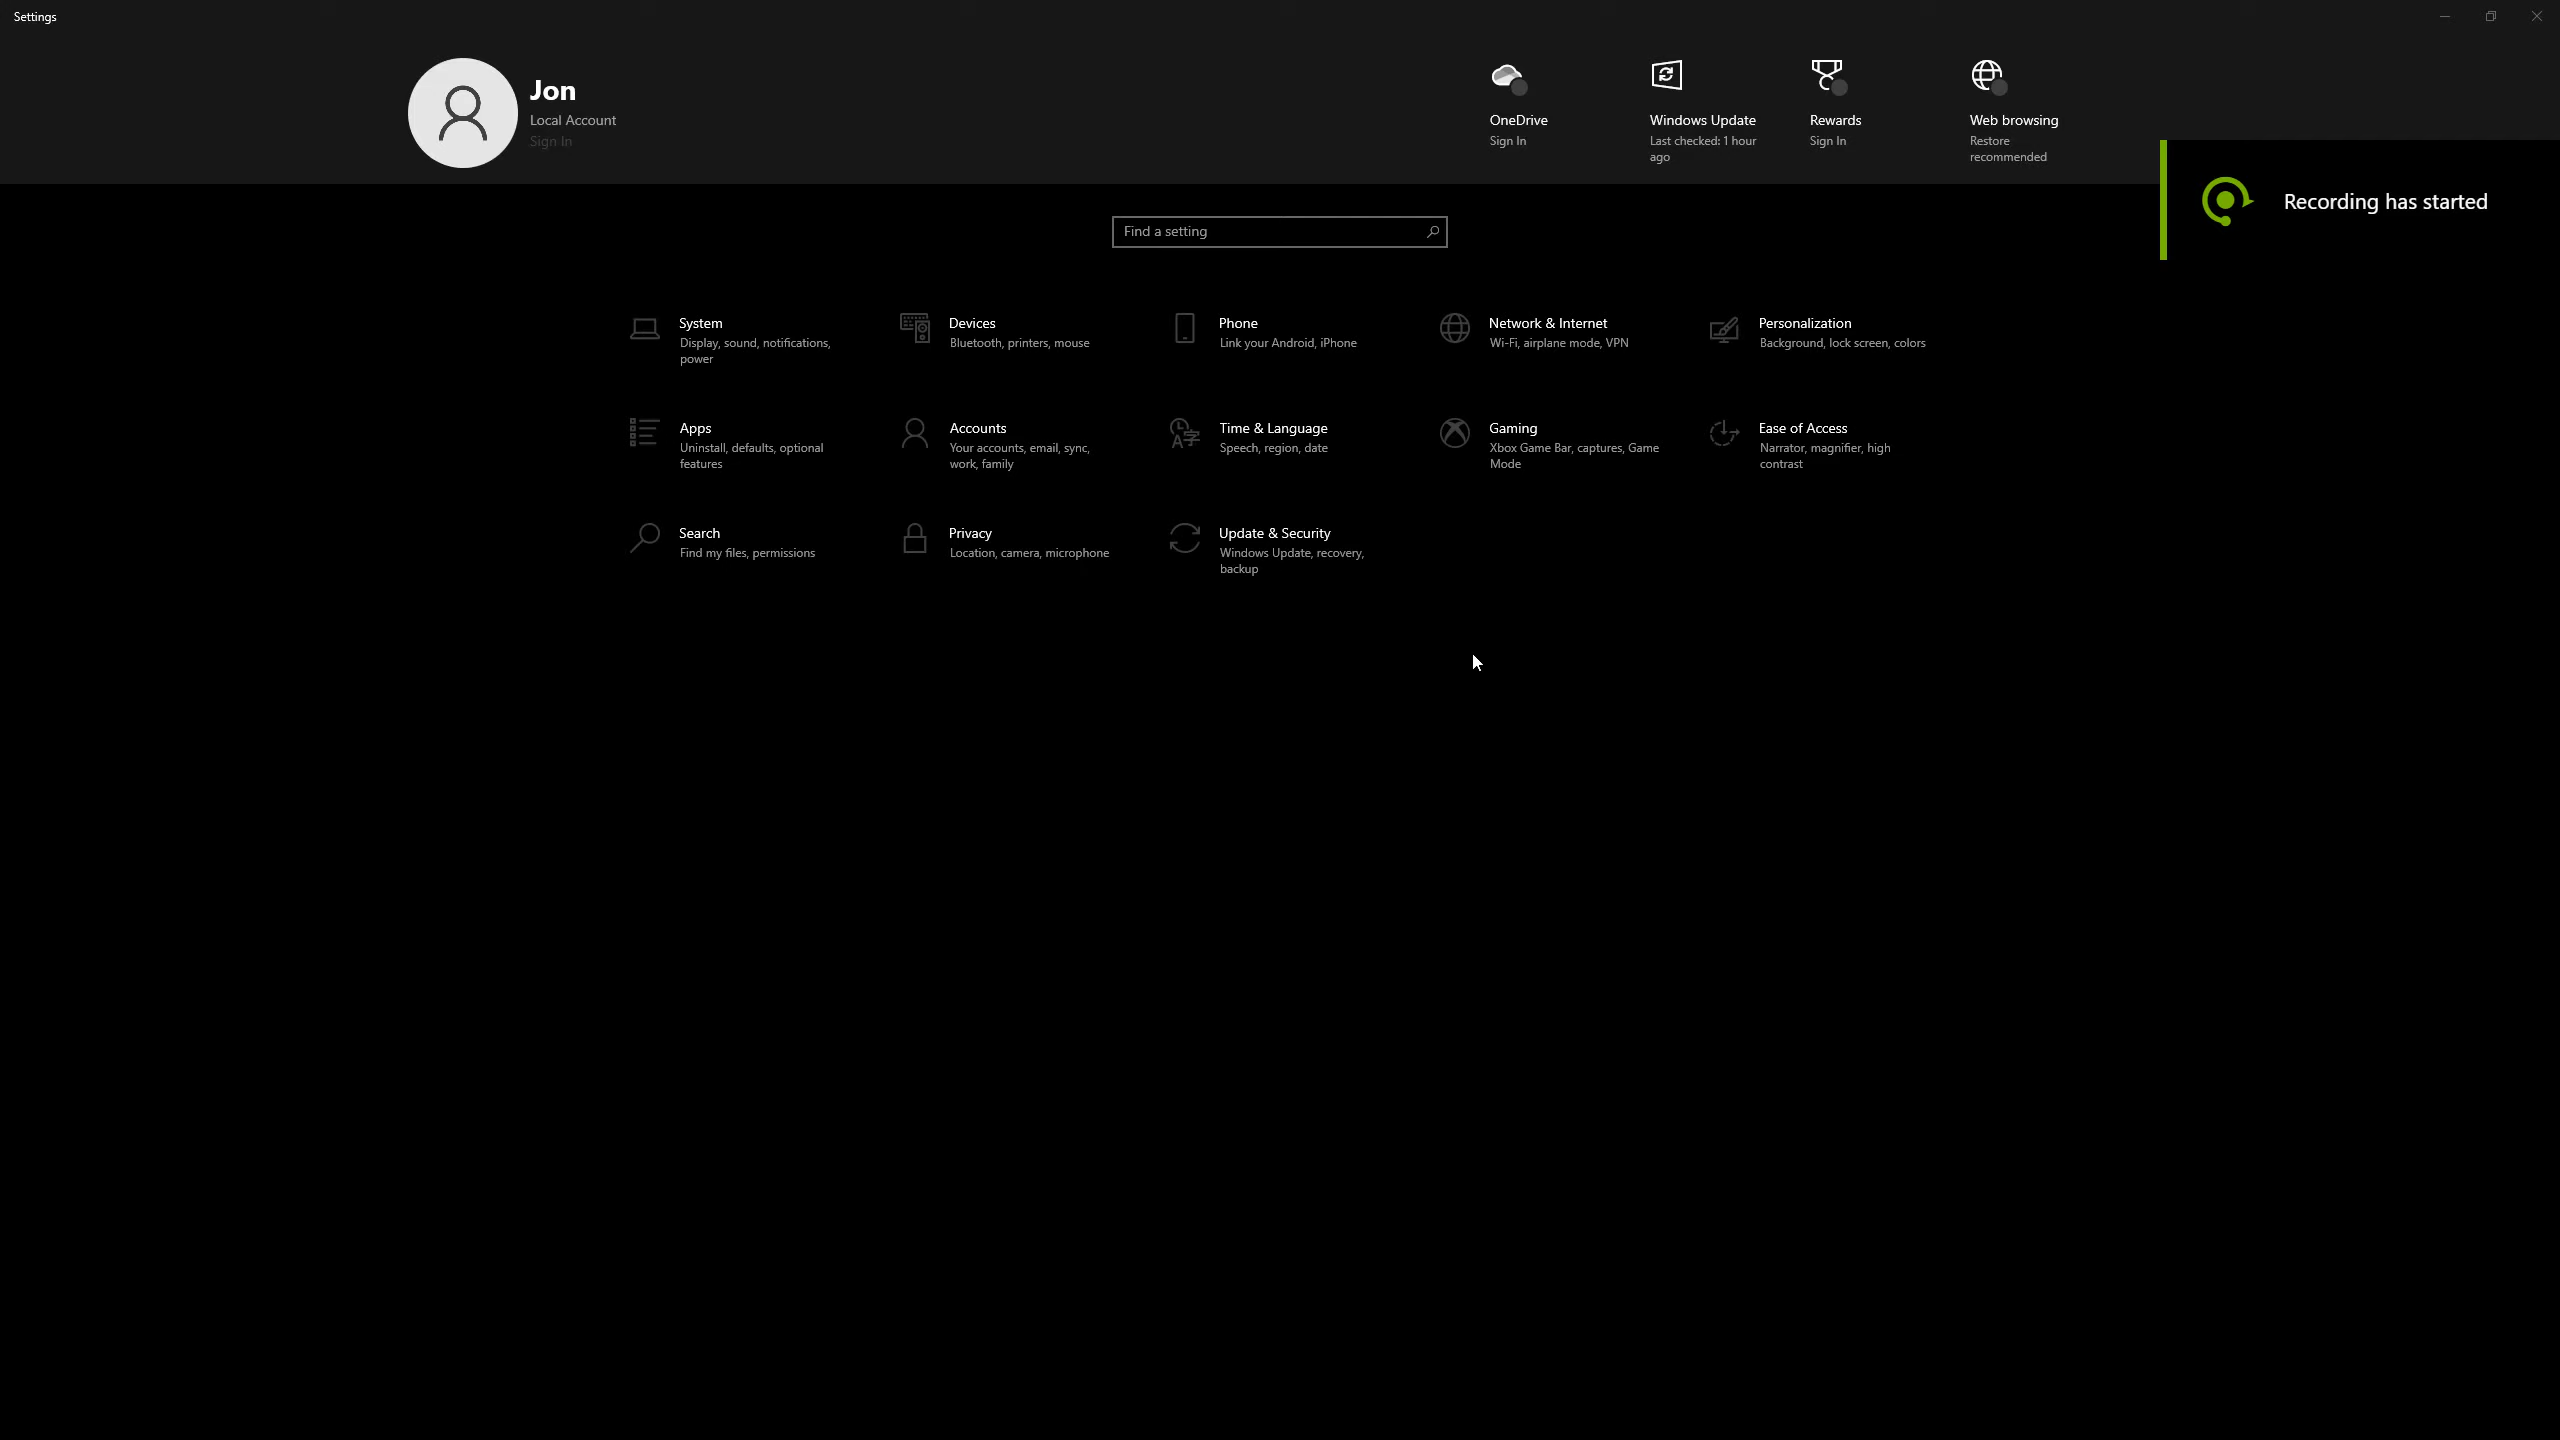 Settings
Jon
Local Account
Sign In
OneDrive
Sign In
Windows Update
Last checked: 1 hour
ago
Rewards
Sign In
Web browsing
Restore
recommended
Recording has started
Find a setting
System
Display, sound, notifications,
power
Devices
Bluetooth, printers, mouse
Phone
Link your Android, iPhone
Network & Internet
Wi-Fi, airplane mode, VPN
Personalization
Background, lock screen, colors
Apps
Uninstall, defaults, optional
features
Accounts
Your accounts, email, sync,
work, family
Time & Language
Speech, region, date
Gaming
Xbox Game Bar, captures, Game
Mode
Ease of Access
Narrator, magnifier, high
contrast
Search
Find my files, permissions
Privacy
Location, camera, microphone
Update & Security
Windows Update, recovery,
backup